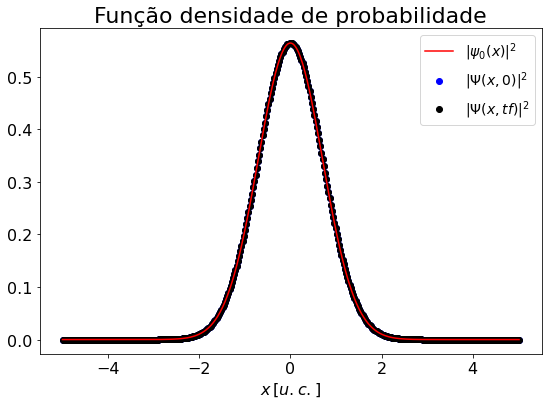 Função densidade de probabilidade
|ψ₀(x)|²
|Ψ(x, 0)|²
|Ψ(x, tf)|²
0.5
0.4
0.3
0.2
0.1
0.0
−4 −2 0 2 4
x [u. c. ]